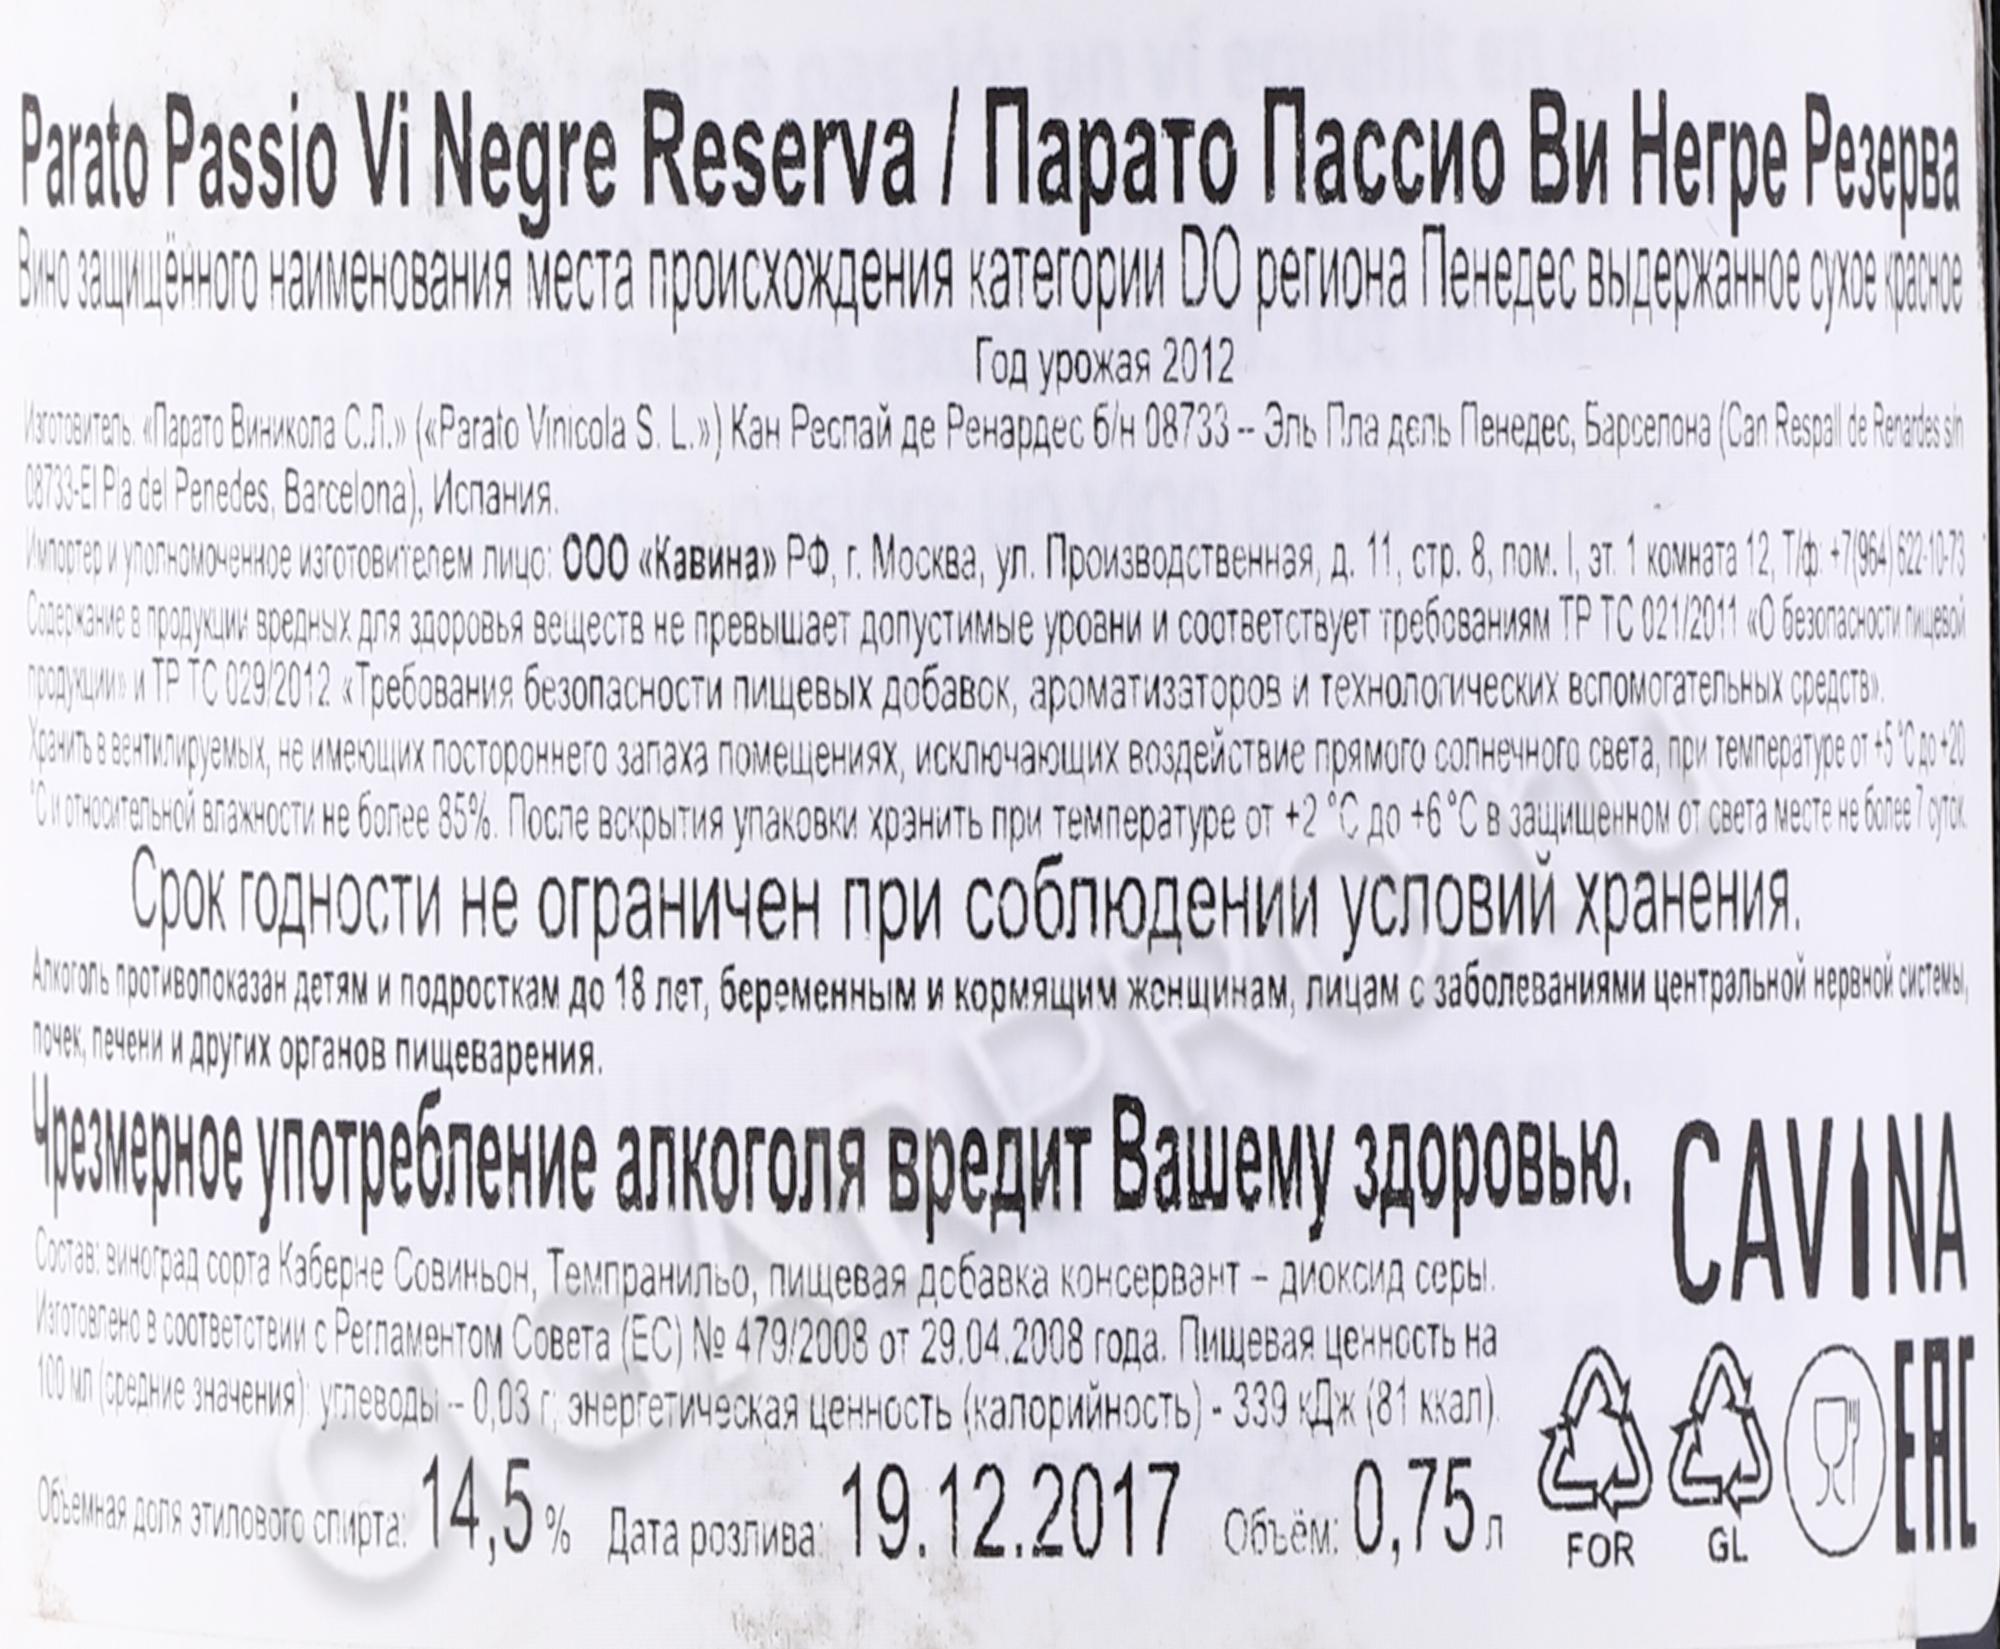 Parato Passio Vi Negre Reserva / Парато Пассио Ви Негре Резерва
Вино защищённого наименования места происхождения категории DO региона Пенедес выдержанное сухое красное
Год урожая 2012
Изготовитель: «Парато Виникола С.Л.» («Parato Vinicola S. L.») Кан Респай де Ренардес б/н 08733 – Эль Пла дель Пенедес, Барселона (Can Respall de Renardes s/n
08733-El Pla del Penedes, Barcelona), Испания.
Импортер и уполномоченное изготовителем лицо: ООО «Кавина» РФ, г. Москва, ул. Производственная, д. 11, стр. 8, пом. I, эт. 1 комната 12, Т/ф: +7(964) 622-10-73
Содержание в продукции вредных для здоровья веществ не превышает допустимые уровни и соответствует требованиям ТР ТС 021/2011 «О безопасности пищевой
продукции» и ТР ТС 029/2012 «Требования безопасности пищевых добавок, ароматизаторов и технологических вспомогательных средств».
Хранить в вентилируемых, не имеющих постороннего запаха помещениях, исключающих воздействие прямого солнечного света, при температуре от +5 °С до +20
°С и относительной влажности не более 85%. После вскрытия упаковки хранить при температуре от +2 °С до +6 °С в защищенном от света месте не более 7 суток.
Срок годности не ограничен при соблюдении условий хранения.
Алкоголь противопоказан детям и подросткам до 18 лет, беременным и кормящим женщинам, лицам с заболеваниями центральной нервной системы,
почек, печени и других органов пищеварения.
Чрезмерное употребление алкоголя вредит Вашему здоровью.
CAVINA
Состав: виноград сорта Каберне Совиньон, Темпранильо, пищевая добавка консервант – диоксид серы.
Изготовлено в соответствии с Регламентом Совета (ЕС) № 479/2008 от 29.04.2008 года. Пищевая ценность на
100 мл (средние значения): углеводы – 0,03 г; энергетическая ценность (калорийность) - 339 кДж (81 ккал).
Объемная доля этилового спирта: 14,5 % Дата розлива: 19.12.2017 Объём: 0,75 л
FOR GL EAC
CIGARPRO.ru